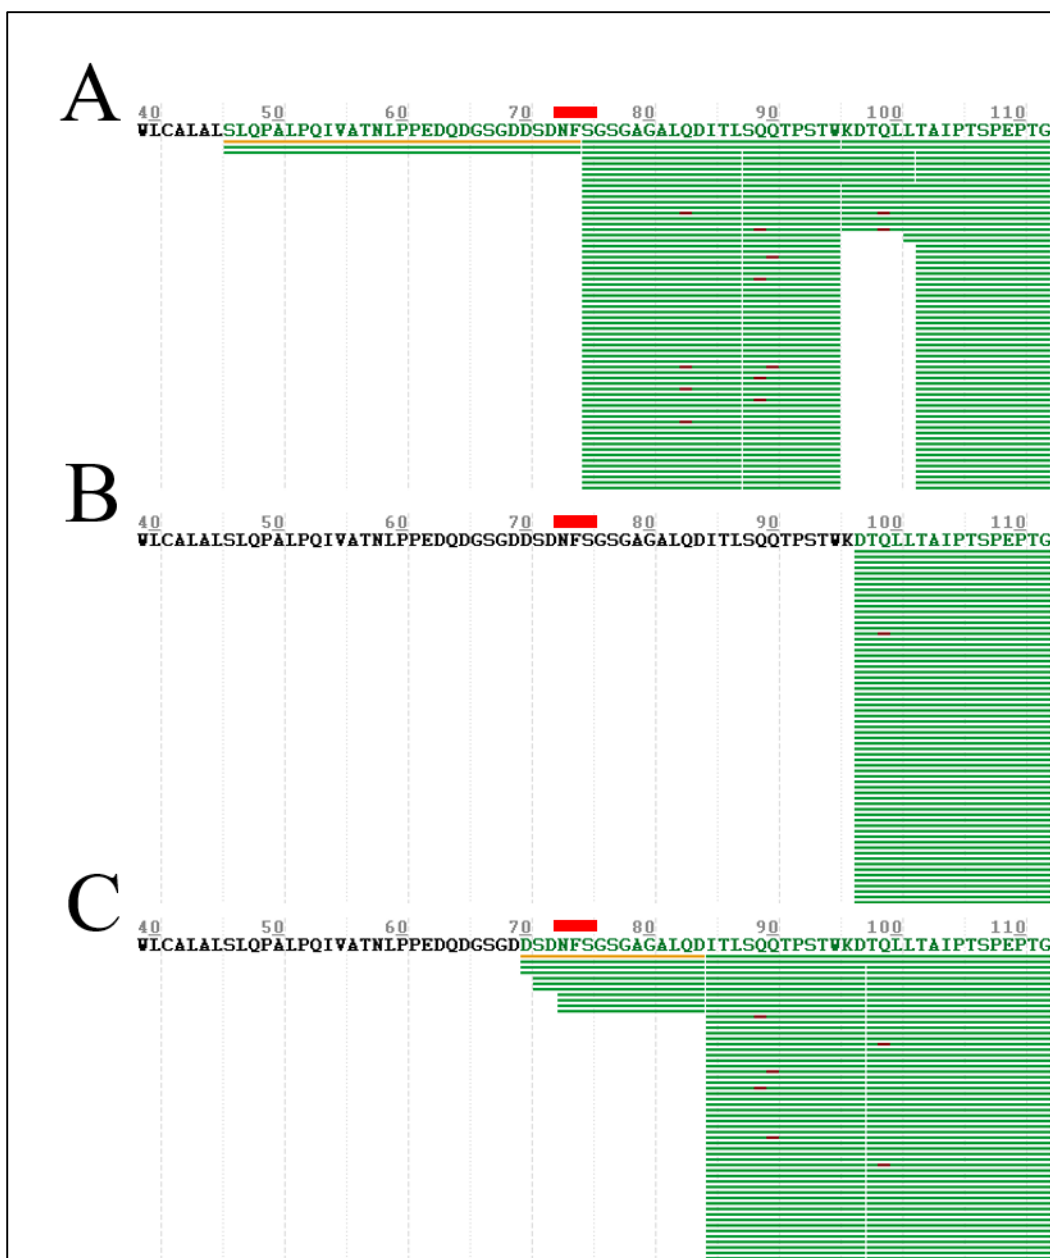 A
40 50 60 70 80 90 100 110
WLCALALSLQPALPQIVATNLPPEDQDGSGDDSDNFSGSGAGALQDITLSQQTPSTWKDTQLLTAIPTSPEPTG
B
40 50 60 70 80 90 100 110
WLCALALSLQPALPQIVATNLPPEDQDGSGDDSDNFSGSGAGALQDITLSQQTPSTWKDTQLLTAIPTSPEPTG
C
40 50 60 70 80 90 100 110
WLCALALSLQPALPQIVATNLPPEDQDGSGDDSDNFSGSGAGALQDITLSQQTPSTWKDTQLLTAIPTSPEPTG